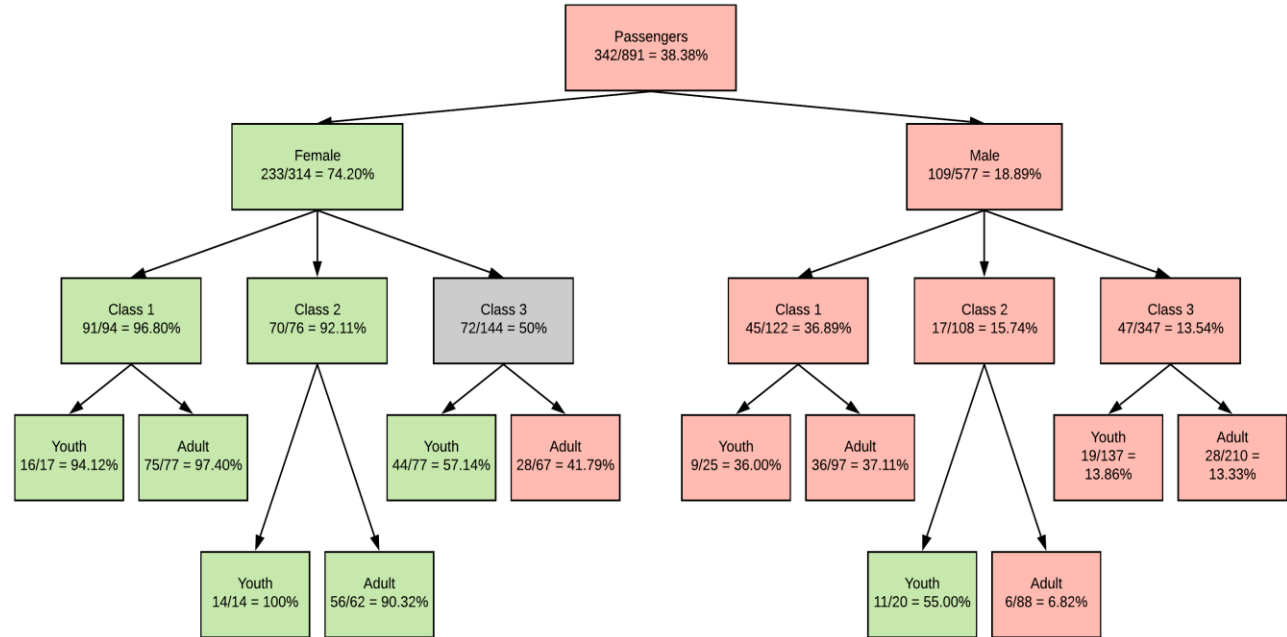 Passengers
342/891 = 38.38%
Female
233/314 = 74.20%
Male
109/577 = 18.89%
Class 1
91/94 = 96.80%
Class 2
70/76 = 92.11%
Class 3
72/144 = 50%
Class 1
45/122 = 36.89%
Class 2
17/108 = 15.74%
Class 3
47/347 = 13.54%
Youth
16/17 = 94.12%
Adult
75/77 = 97.40%
Youth
44/77 = 57.14%
Adult
28/67 = 41.79%
Youth
9/25 = 36.00%
Adult
36/97 = 37.11%
Youth
19/137 =
13.86%
Adult
28/210 =
13.33%
Youth
14/14 = 100%
Adult
56/62 = 90.32%
Youth
11/20 = 55.00%
Adult
6/88 = 6.82%